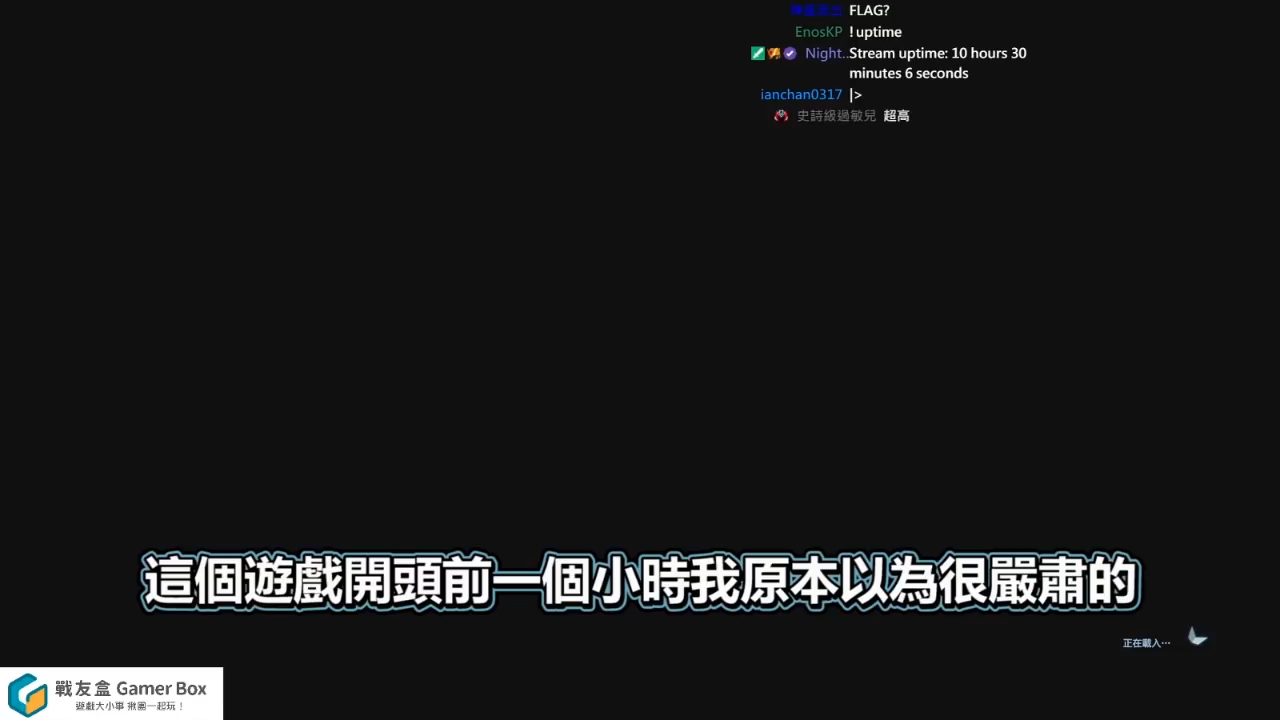 FLAG?
EnosKP !uptime
Night.. Stream uptime: 10 hours 30
minutes 6 seconds
ianchan0317 |>
史詩級過敏兒 超高
這個遊戲開頭前一個小時我原本以為很嚴肅的
正在載入…
戰友盒 Gamer Box
遊戲大小事 揪團一起玩！